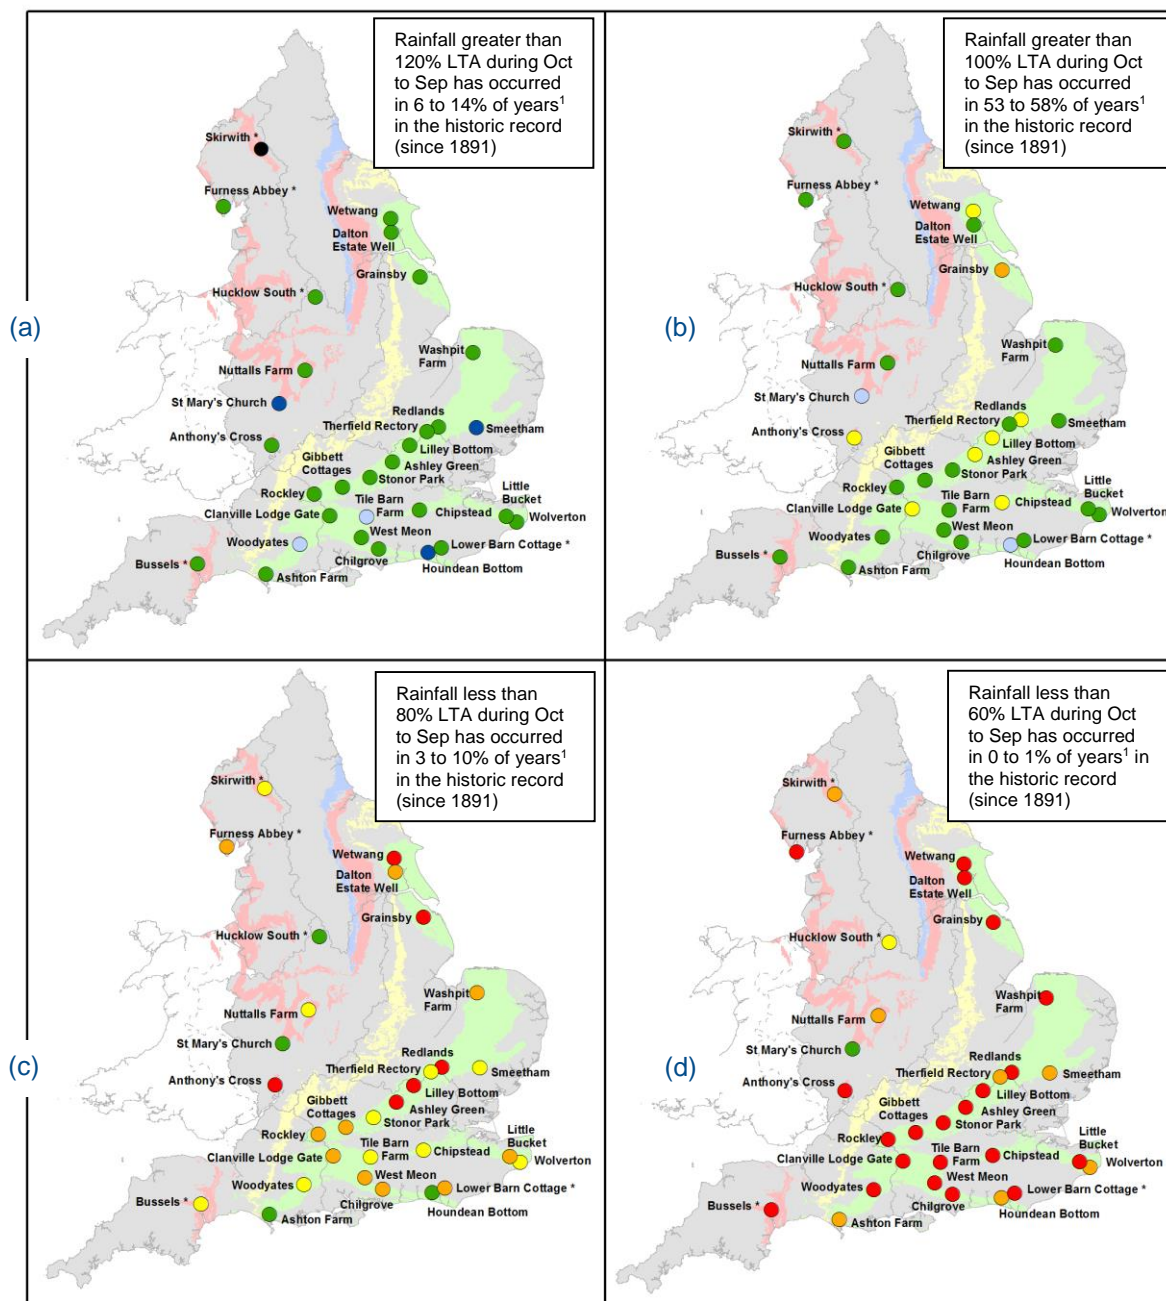 Rainfall greater than
120% LTA during Oct
to Sep has occurred
in 6 to 14% of years1
in the historic record
(since 1891)
Skirwith *
Furness Abbey *
Wetwang
Dalton
Estate Well
Grainsby
Hucklow South *
(a)
Washpit
Farm
Nuttalls Farm
St Mary's Church
Redlands
Therfield Rectory
Smeetham
Anthony's Cross
Lilley Bottom
Gibbett
Cottages
Ashley Green
Stonor Park
Rockley
Tile Barn
Farm
Little
Bucket
Clanville Lodge Gate
Chipstead
Wolverton
Woodyates
West Meon
Lower Barn Cottage *
Bussels *
Chilgrove
Houndean Bottom
Ashton Farm
Rainfall greater than
100% LTA during Oct
to Sep has occurred
in 53 to 58% of years1
in the historic record
(since 1891)
Skirwith *
Furness Abbey *
Wetwang
Dalton
Estate Well
Grainsby
Hucklow South *
(b)
Washpit
Farm
Nuttalls Farm
St Mary's Church
Redlands
Therfield Rectory
Smeetham
Anthony's Cross
Lilley Bottom
Gibbett
Cottages
Ashley Green
Stonor Park
Rockley
Tile Barn
Farm
Little
Bucket
Clanville Lodge Gate
Chipstead
Wolverton
Woodyates
West Meon
Lower Barn Cottage *
Bussels *
Chilgrove
Houndean Bottom
Ashton Farm
Rainfall less than
80% LTA during Oct
to Sep has occurred
in 3 to 10% of years1
in the historic record
(since 1891)
Skirwith *
Furness Abbey *
Wetwang
Dalton
Estate Well
Grainsby
Hucklow South *
Washpit
Farm
Nuttalls Farm
St Mary's Church
(c)
Redlands
Therfield Rectory
Smeetham
Anthony's Cross
Lilley Bottom
Gibbett
Cottages
Ashley Green
Stonor Park
Rockley
Tile Barn
Farm
Little
Bucket
Clanville Lodge Gate
Chipstead
Wolverton
Woodyates
West Meon
Lower Barn Cottage *
Bussels *
Chilgrove
Houndean Bottom
Ashton Farm
Rainfall less than
60% LTA during Oct
to Sep has occurred
in 0 to 1% of years1 in
the historic record
(since 1891)
Skirwith *
Furness Abbey *
Wetwang
Dalton
Estate Well
Grainsby
Hucklow South *
Washpit
Farm
Nuttalls Farm
St Mary's Church
(d)
Redlands
Therfield Rectory
Smeetham
Anthony's Cross
Lilley Bottom
Gibbett
Cottages
Ashley Green
Stonor Park
Rockley
Tile Barn
Farm
Little
Bucket
Clanville Lodge Gate
Chipstead
Wolverton
Woodyates
West Meon
Lower Barn Cottage *
Bussels *
Chilgrove
Houndean Bottom
Ashton Farm